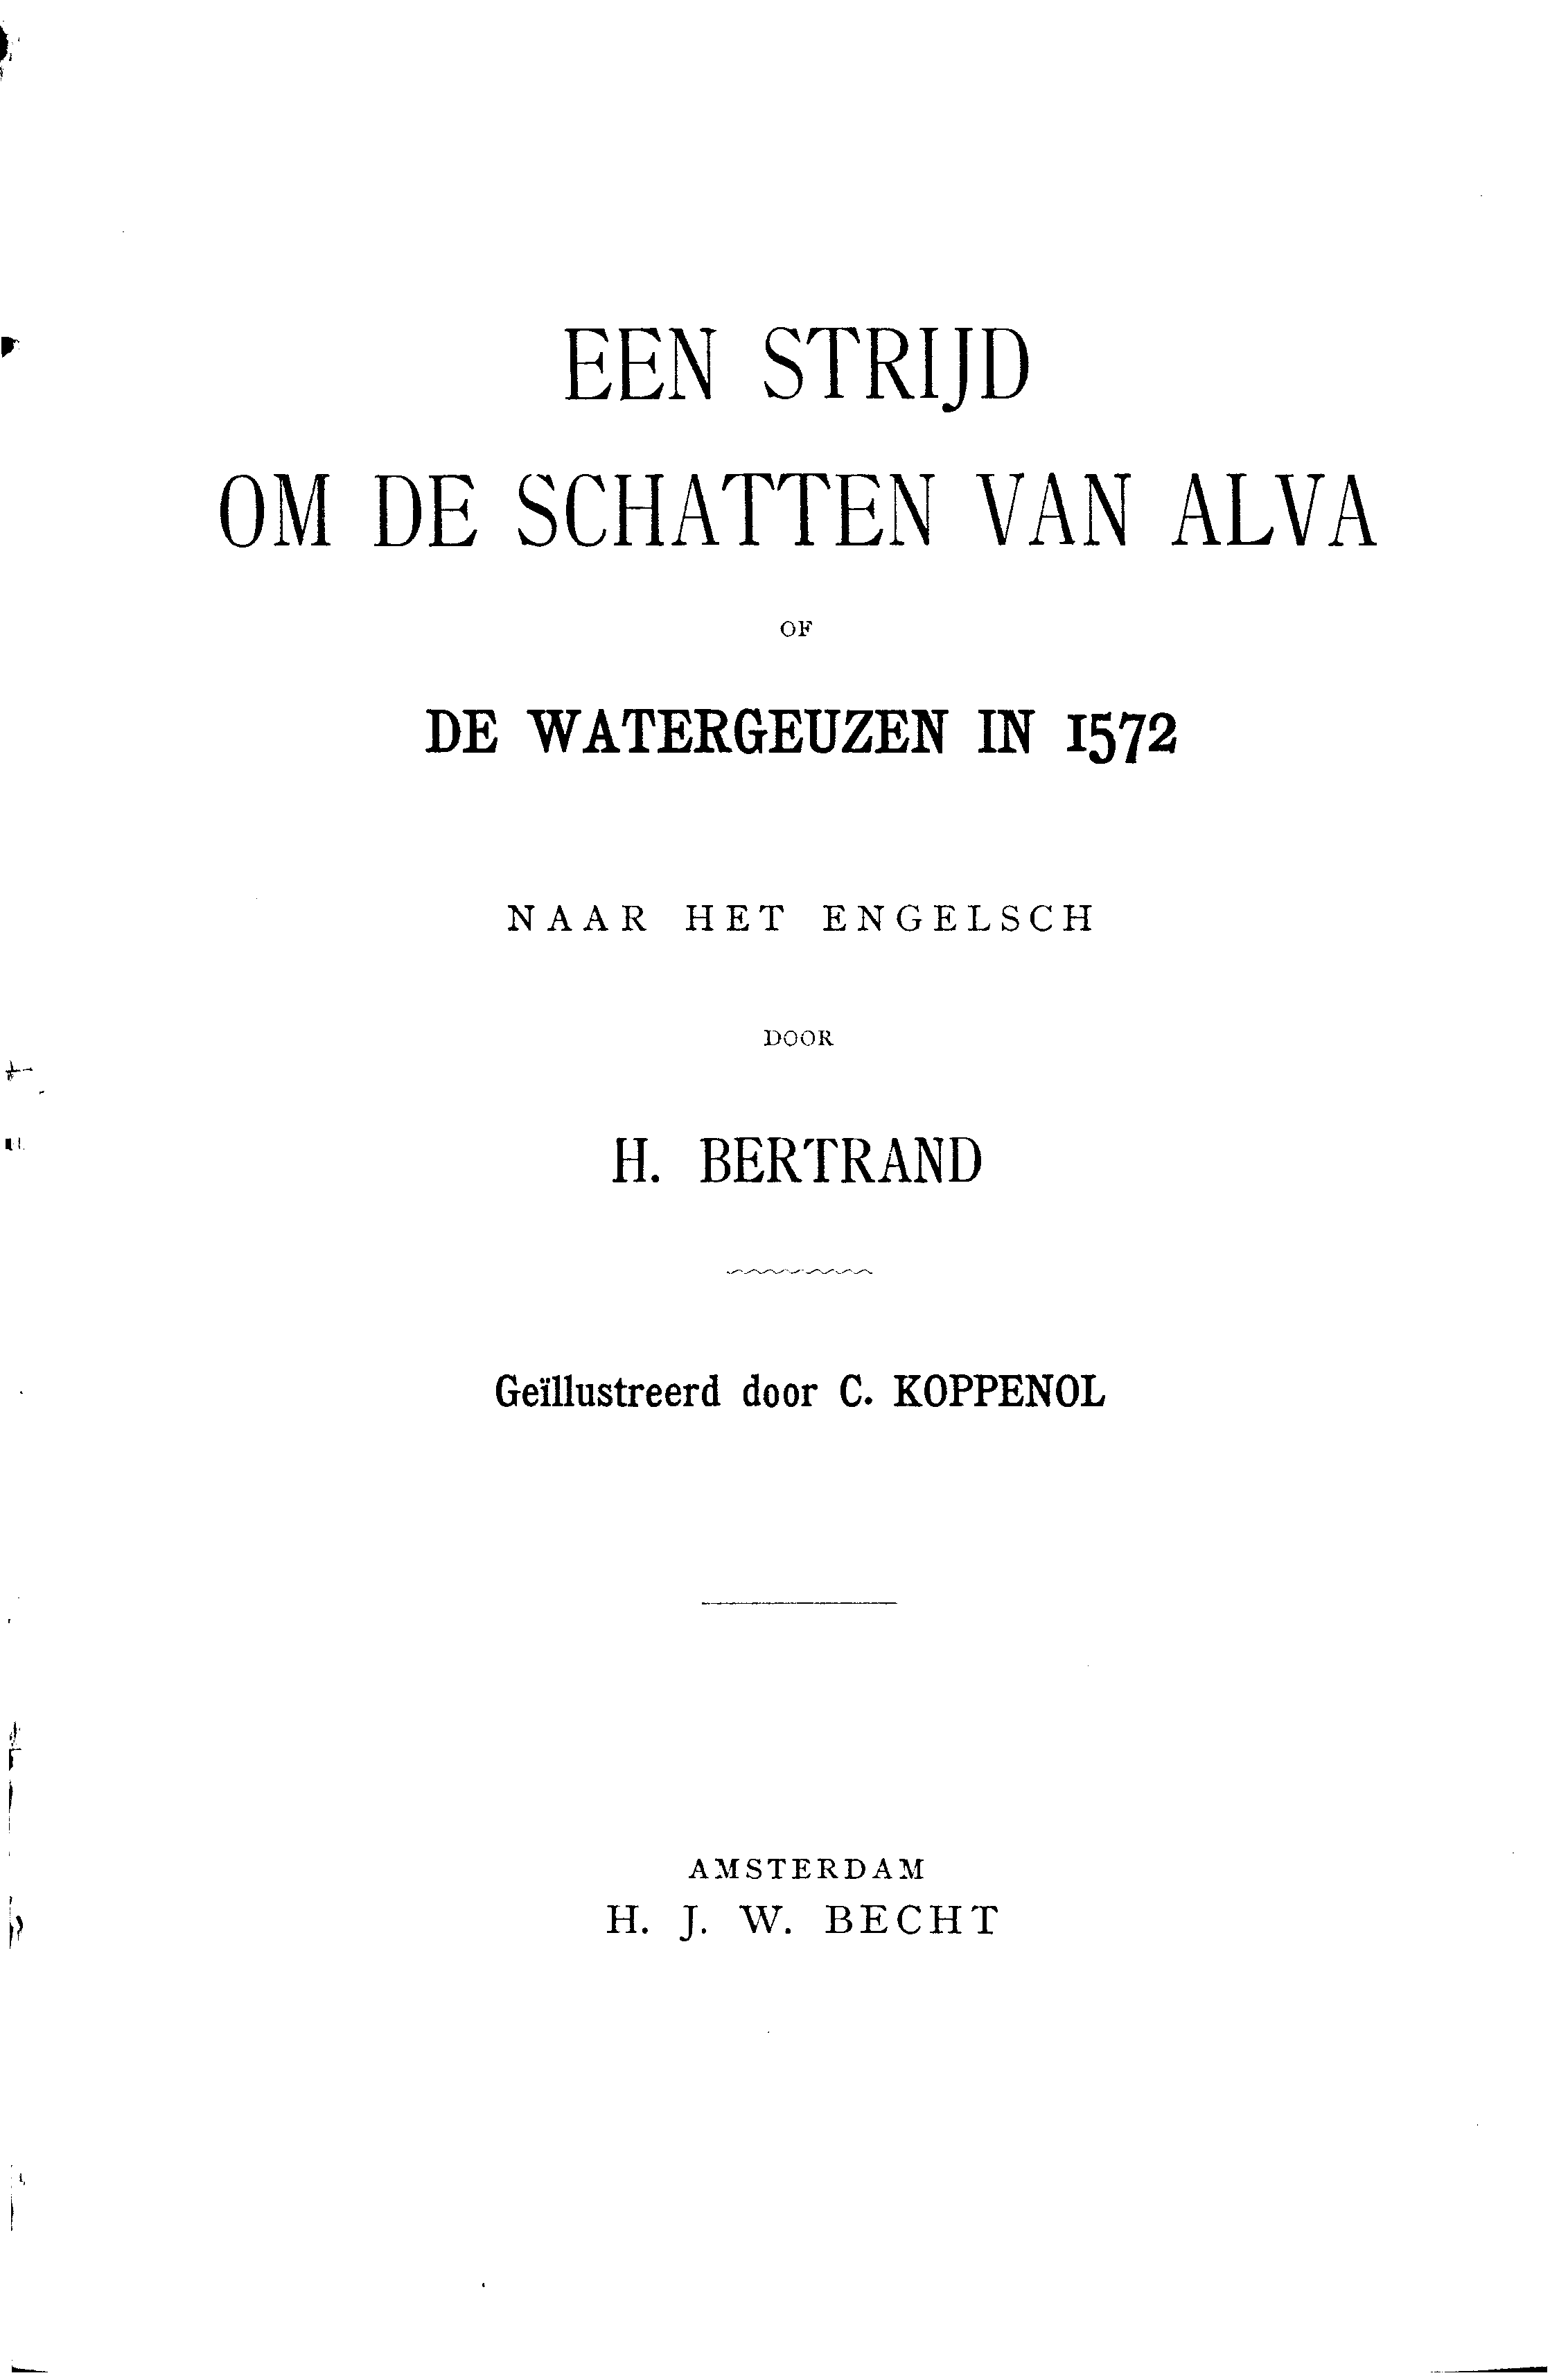 EEN STRIJD
OM DE SCHATTEN VAN ALVA
OF
DE WATERGEUZEN IN 1572
NAAR HET ENGELSCH
DOOR
H. BERTRAND
Geïllustreerd door C. KOPPENOL
AMSTERDAM
H. J. W. BECHT